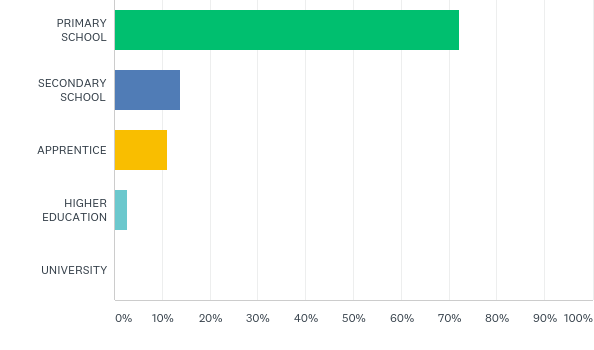 PRIMARY
SCHOOL
SECONDARY
SCHOOL
APPRENTICE
HIGHER
EDUCATION
UNIVERSITY
0% 10% 20% 30% 40% 50% 60% 70% 80% 90% 100%